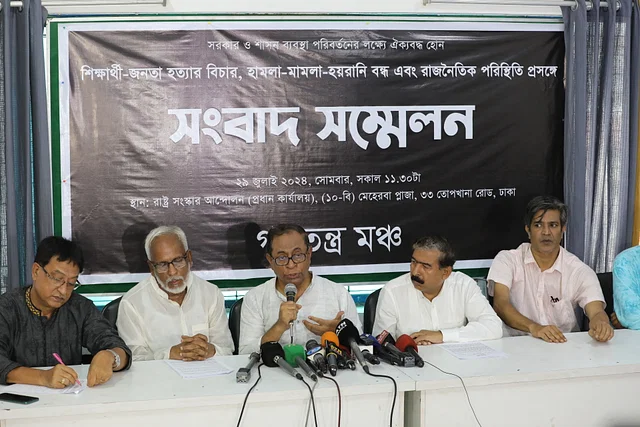 সরকার ও শাসন ব্যবস্থা পরিবর্তনের লক্ষ্যে ঐক্যবদ্ধ হোন
শিক্ষার্থী-জনতা হত্যার বিচার, হামলা-মামলা-হয়রানি বন্ধ এবং রাজনৈতিক পরিস্থিতি প্রসঙ্গে
সংবাদ সম্মেলন
২৯ জুলাই ২০২৪, সোমবার, সকাল ১১.৩০টা
স্থান: রাষ্ট্র সংস্কার আন্দোলন (প্রধান কার্যালয়), (১০-বি) মেহেরবা প্লাজা, ৩৩ তোপখানা রোড, ঢাকা
মঞ্চ